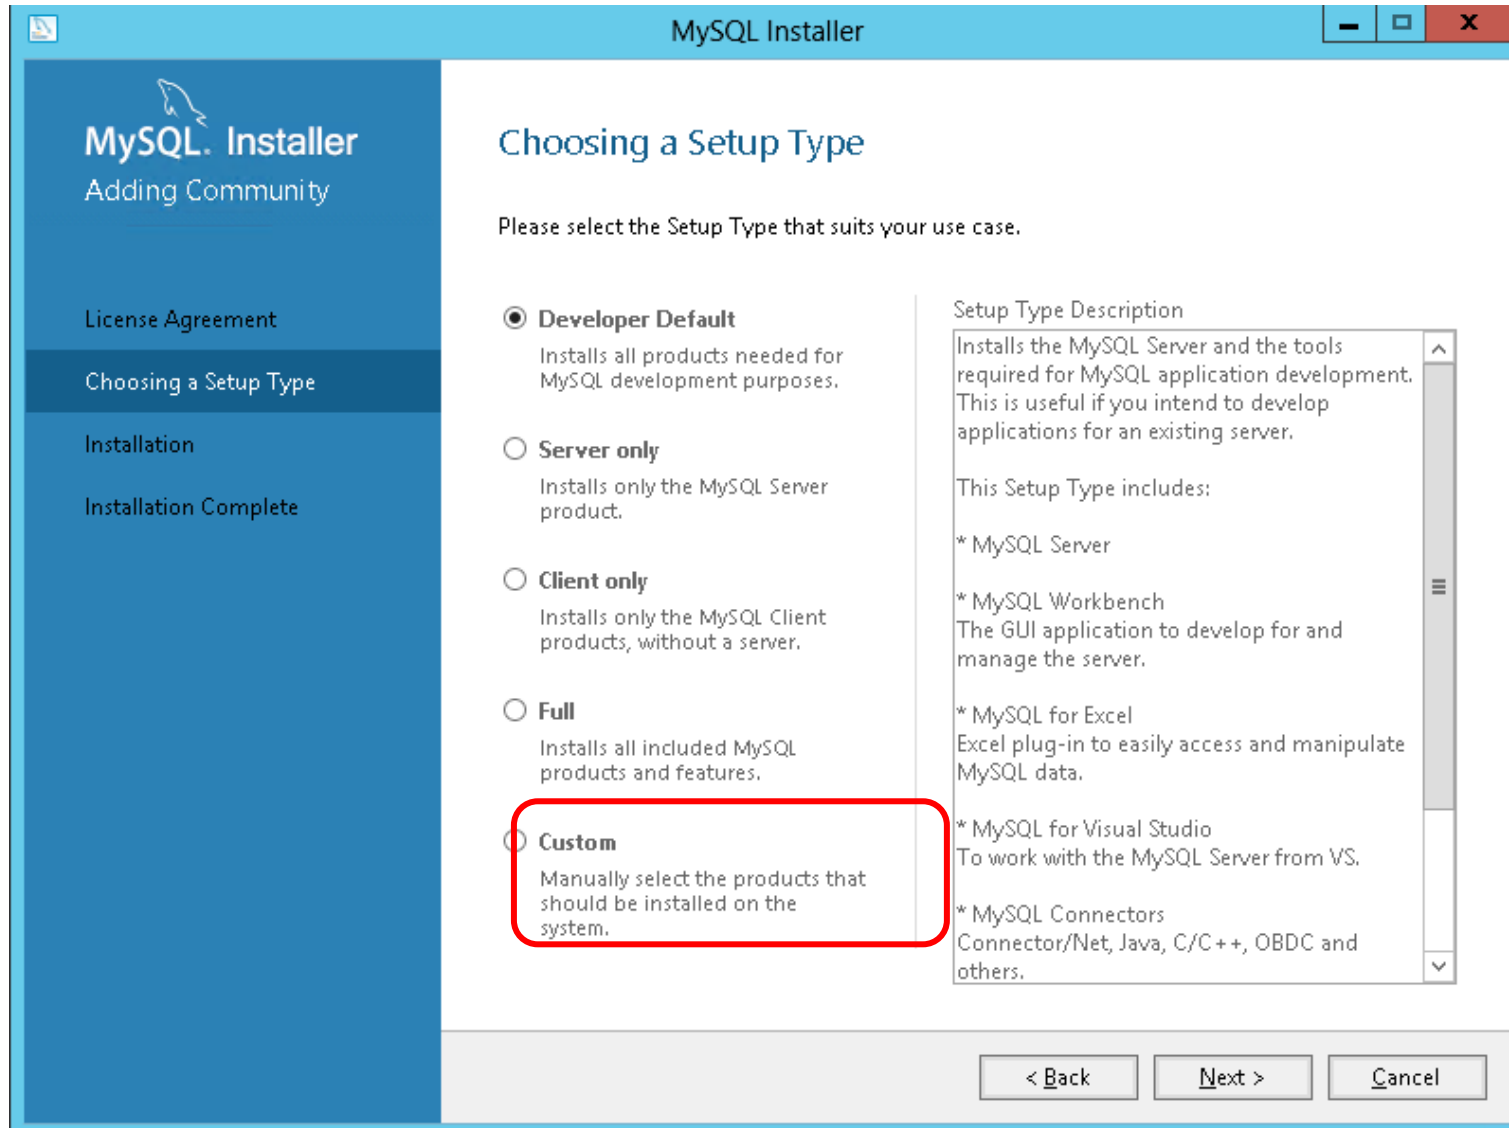 MySQL Installer
MySQL. Installer
Adding Community
License Agreement
Choosing a Setup Type
Installation
Installation Complete
Choosing a Setup Type
Please select the Setup Type that suits your use case.
Developer Default
Installs all products needed for
MySQL development purposes.
Server only
Installs only the MySQL Server
product.
Client only
Installs only the MySQL Client
products, without a server.
Full
Installs all included MySQL
products and features.
Custom
Manually select the products that
should be installed on the
system.
Setup Type Description
Installs the MySQL Server and the tools
required for MySQL application development.
This is useful if you intend to develop
applications for an existing server.
This Setup Type includes:
* MySQL Server
* MySQL Workbench
The GUI application to develop for and
manage the server.
* MySQL for Excel
Excel plug-in to easily access and manipulate
MySQL data.
* MySQL for Visual Studio
To work with the MySQL Server from VS.
* MySQL Connectors
Connector/Net, Java, C/C++, OBDC and
others.
< Back
Next >
Cancel